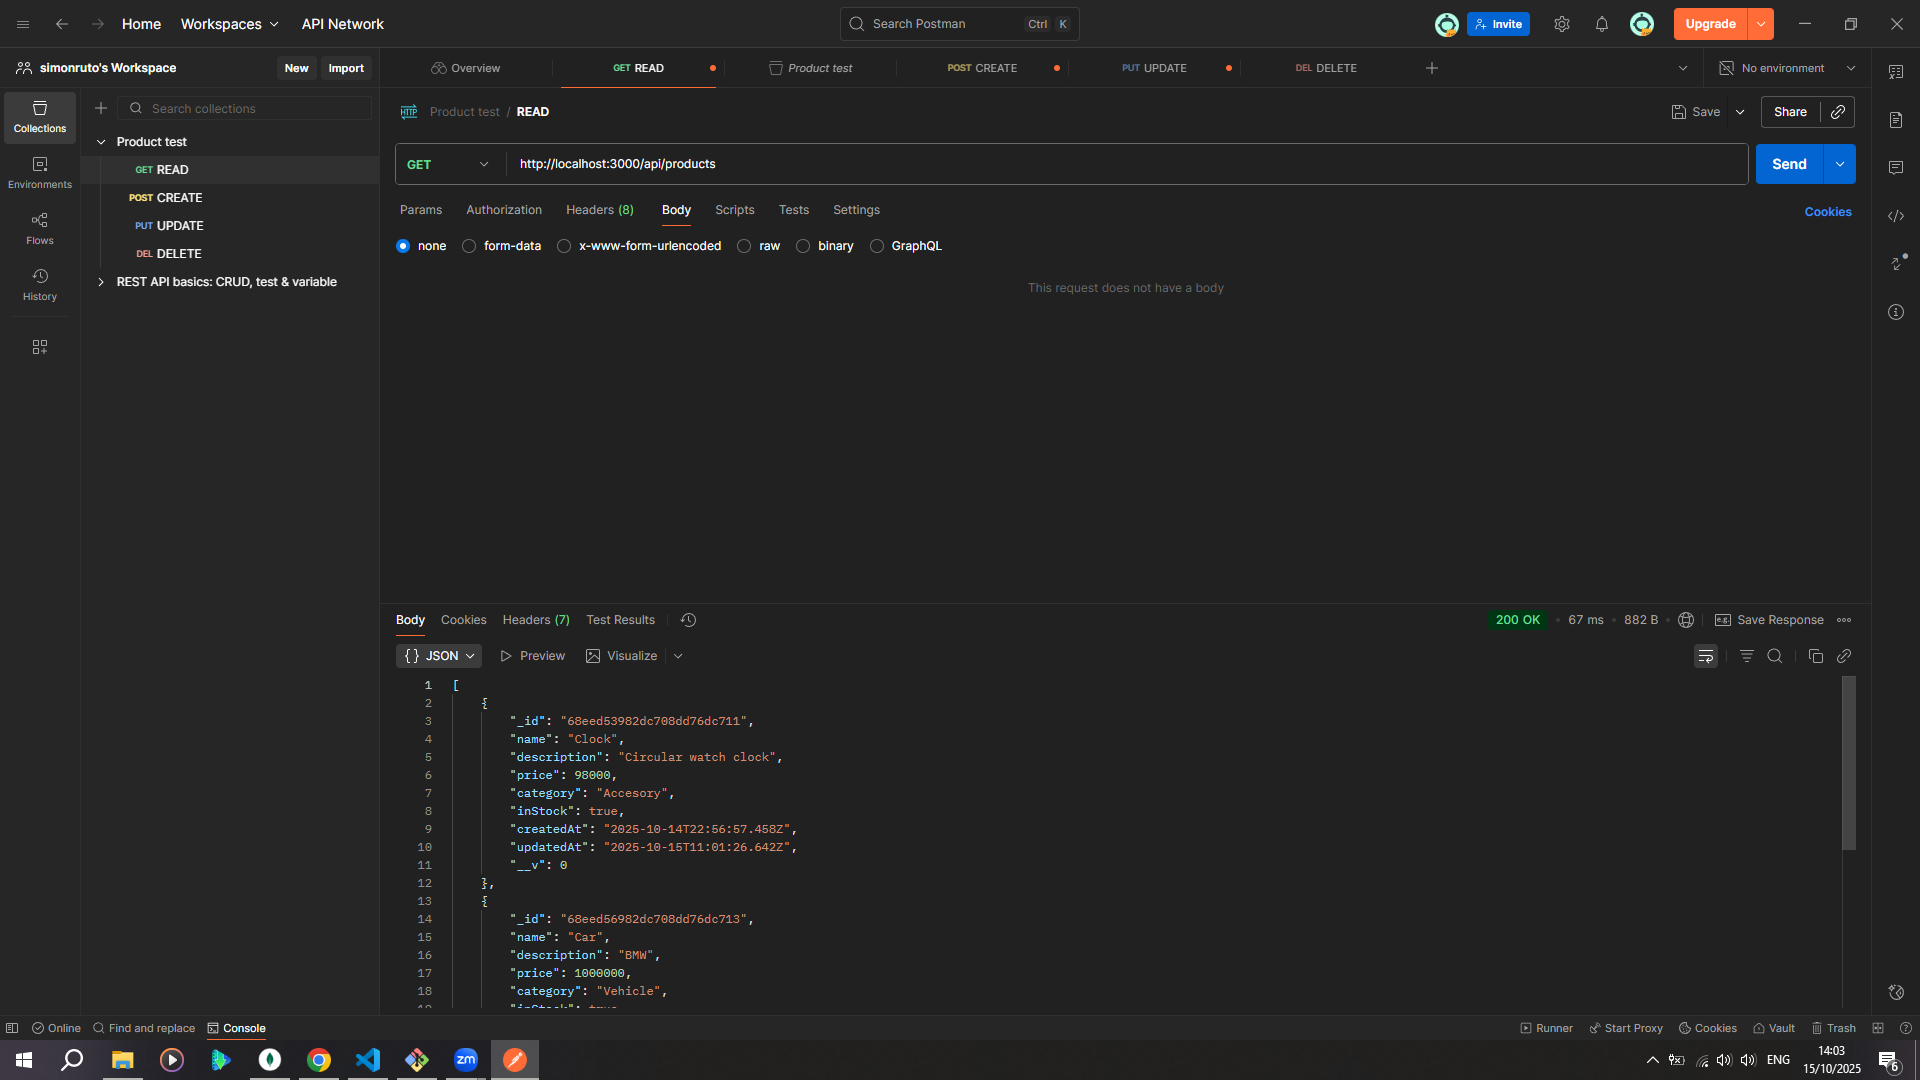 Home
Workspaces
API Network
Search Postman
Ctrl
K
Invite
Upgrade
simonruto's Workspace
New
Import
Overview
GET READ
Product test
POST CREATE
PUT UPDATE
DEL DELETE
No environment
Collections
Environments
Flows
History
Search collections
Product test
GET READ
POST CREATE
PUT UPDATE
DEL DELETE
REST API basics: CRUD, test & variable
HTTP
Product test / READ
Save
Share
GET
http://localhost:3000/api/products
Send
Params
Authorization
Headers (8)
Body
Scripts
Tests
Settings
Cookies
none
form-data
x-www-form-urlencoded
raw
binary
GraphQL
This request does not have a body
Body
Cookies
Headers (7)
Test Results
200 OK
67 ms
882 B
e.g.
Save Response
{} JSON
Preview
Visualize
1 [
2 {
3 "_id": "68eed53982dc708dd76dc711",
4 "name": "Clock",
5 "description": "Circular watch clock",
6 "price": 98000,
7 "category": "Accesory",
8 "inStock": true,
9 "createdAt": "2025-10-14T22:56:57.458Z",
10 "updatedAt": "2025-10-15T11:01:26.642Z",
11 "__v": 0
12 },
13 {
14 "_id": "68eed56982dc708dd76dc713",
15 "name": "Car",
16 "description": "BMW",
17 "price": 1000000,
18 "category": "Vehicle",
19 "inStock": true
Online
Find and replace
Console
Runner
Start Proxy
Cookies
Vault
Trash
zm
ENG
14:03
15/10/2025
6